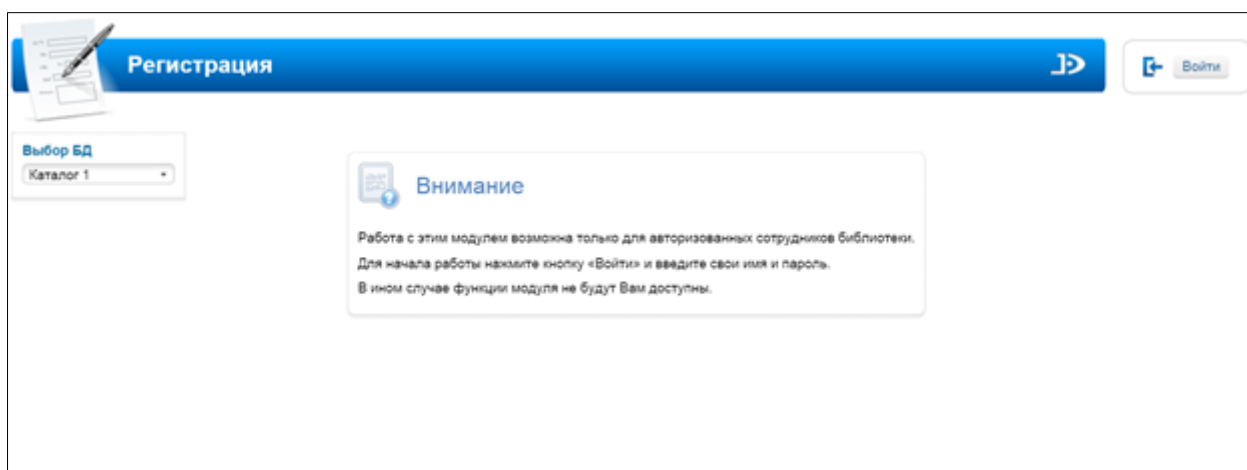 Регистрация
Войти
Выбор БД
Каталог 1
Внимание
Работа с этим модулем возможна только для авторизованных сотрудников библиотеки.
Для начала работы нажмите кнопку «Войти» и введите свои имя и пароль.
В ином случае функции модуля не будут Вам доступны.